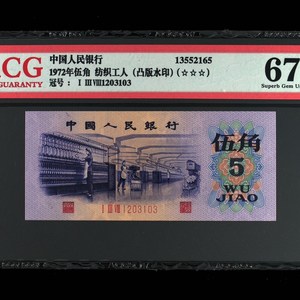 ACG
GUARANTY
中国人民银行 13552165
1972年伍角 纺织工人（凸版水印）(☆☆☆)
冠号： I III VIII 1203103
67
Superb Gem U
中国人民银行
伍角
5
WU
JIAO
I III VIII 1203103